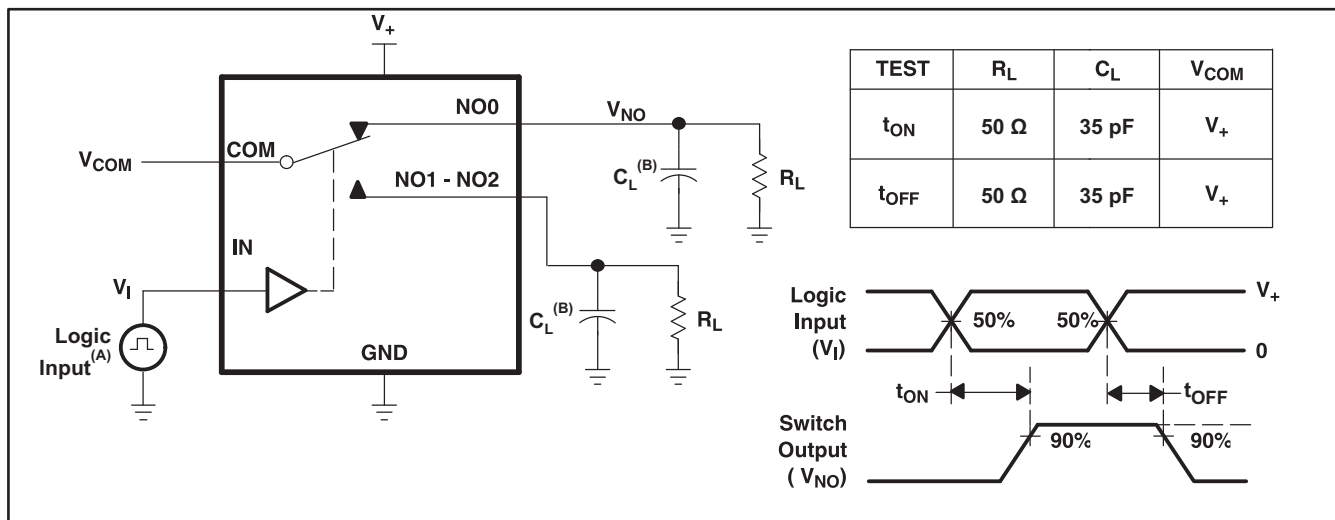 V+
NO0
VNO
VCOM
COM
CL(B)
RL
NO1 - NO2
IN
VI
CL(B)
RL
Logic
Input(A)
GND
TEST RL CL VCOM
tON 50 Ω 35 pF V+
tOFF 50 Ω 35 pF V+
Logic
Input
(VI)
50% 50%
V+
0
tON
tOFF
Switch
Output
( VNO)
90% 90%